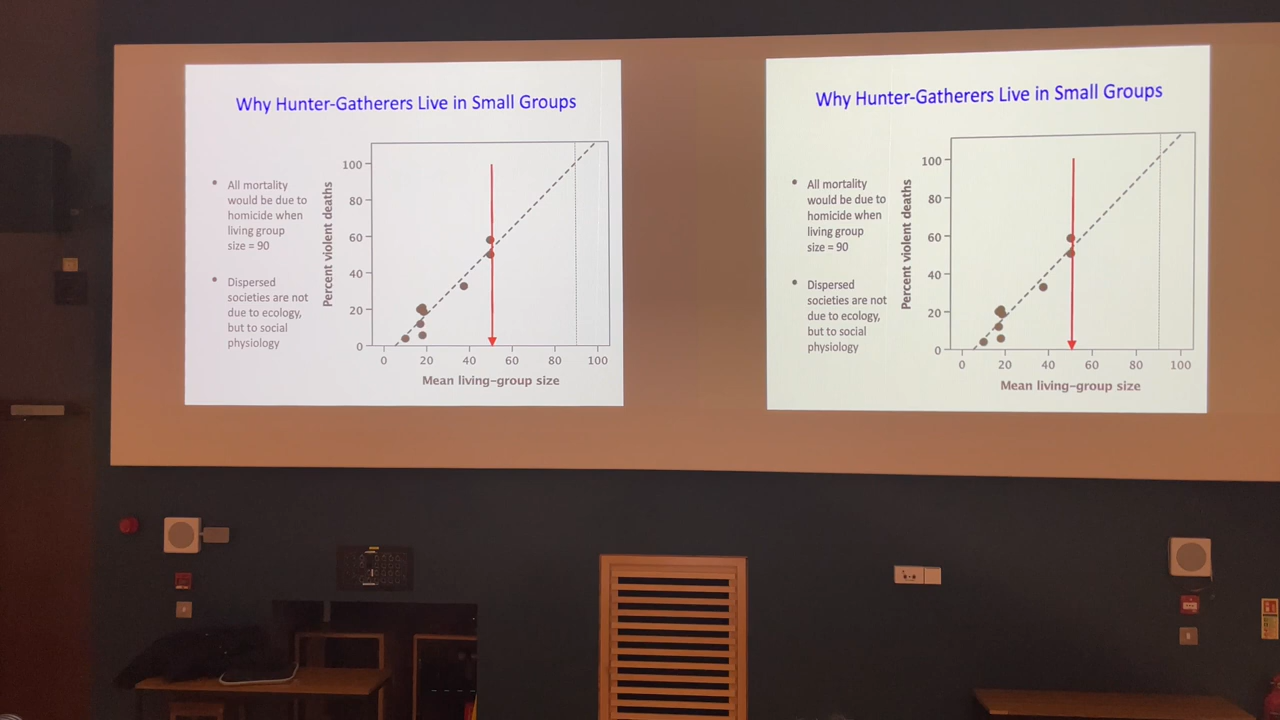 Why Hunter-Gatherers Live in Small Groups
• All mortality
would be due to
homicide when
living group
size = 90
• Dispersed
societies are not
due to ecology,
but to social
physiology
Percent violent deaths
100
80
60
40
20
0
0 20 40 60 80 100
Mean living-group size
Why Hunter-Gatherers Live in Small Groups
• All mortality
would be due to
homicide when
living group
size = 90
• Dispersed
societies are not
due to ecology,
but to social
physiology
Percent violent deaths
100
80
60
40
20
0
0 20 40 60 80 100
Mean living-group size